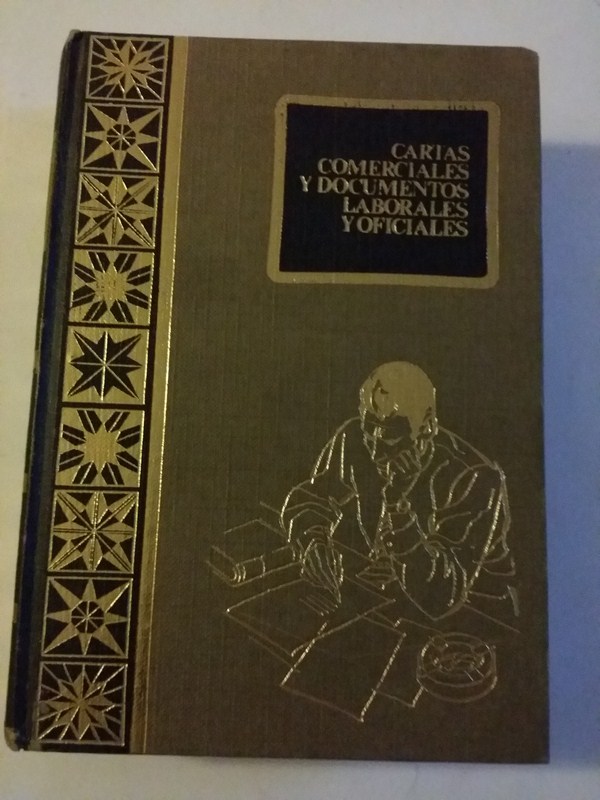 CARTAS
COMERCIALES
Y DOCUMENTOS
LABORALES
Y OFICIALES